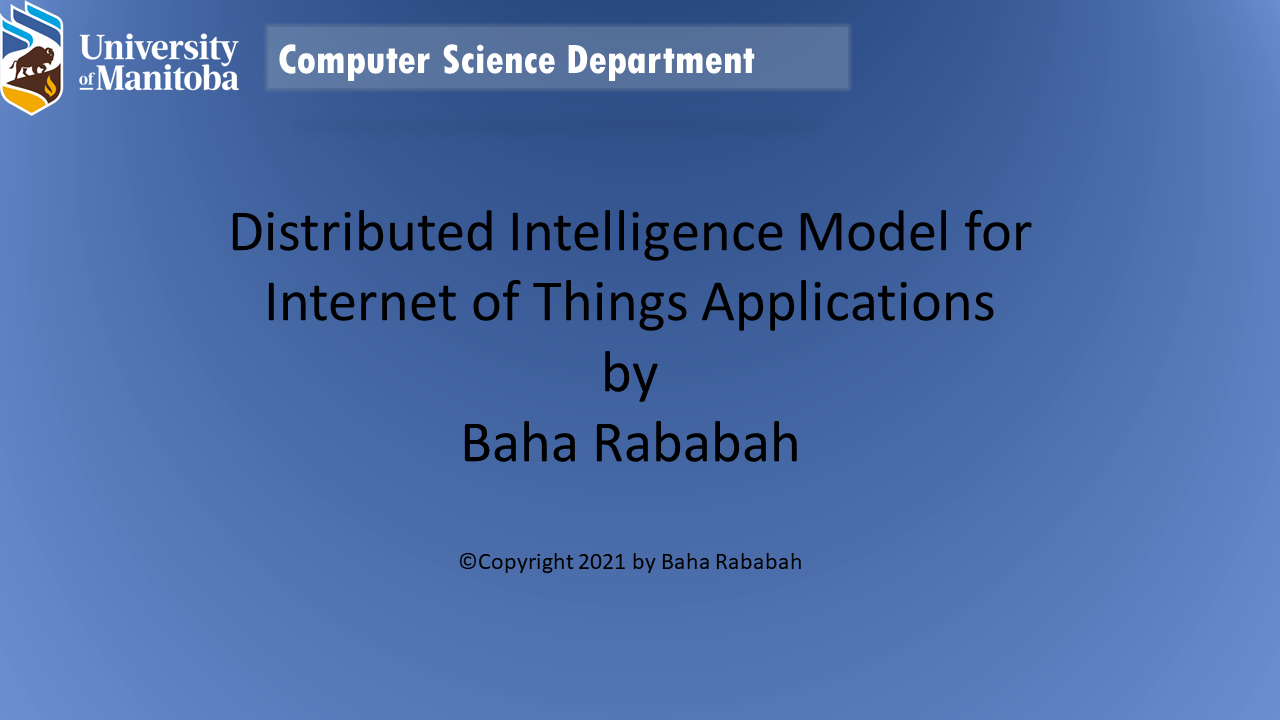 University
of Manitoba
Computer Science Department
Distributed Intelligence Model for
Internet of Things Applications
by
Baha Rababah
©Copyright 2021 by Baha Rababah